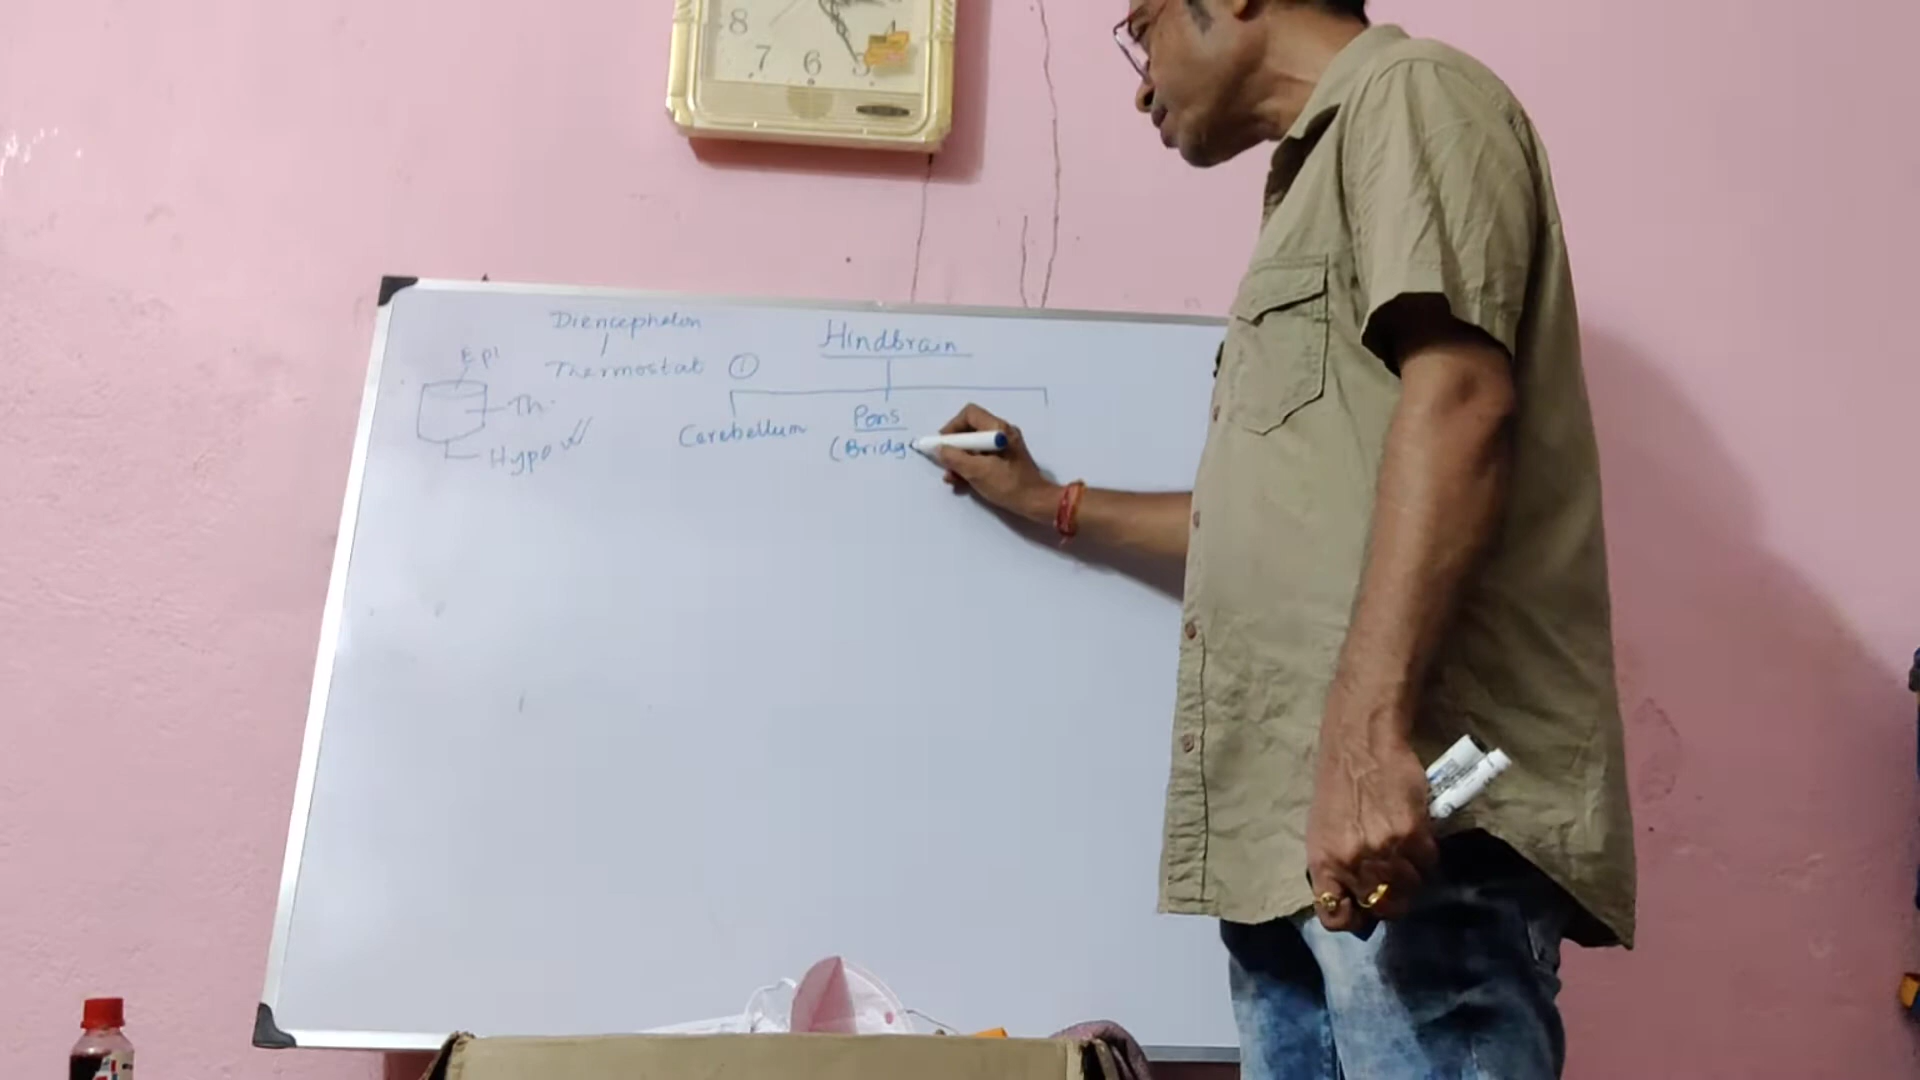 8
7 6 5
Diencephalon
Thermostat ①
Epi
Th.
Hypo
Hindbrain
Cerebellum
Pons
(Bridge